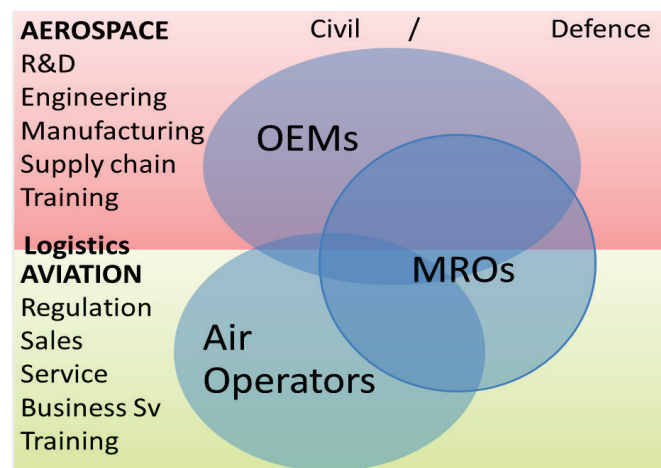 AEROSPACE
Civil / Defence
R&D
Engineering
Manufacturing
Supply chain
Training
OEMs
Logistics
AVIATION
MROs
Regulation
Sales
Service
Business Sv
Training
Air
Operators